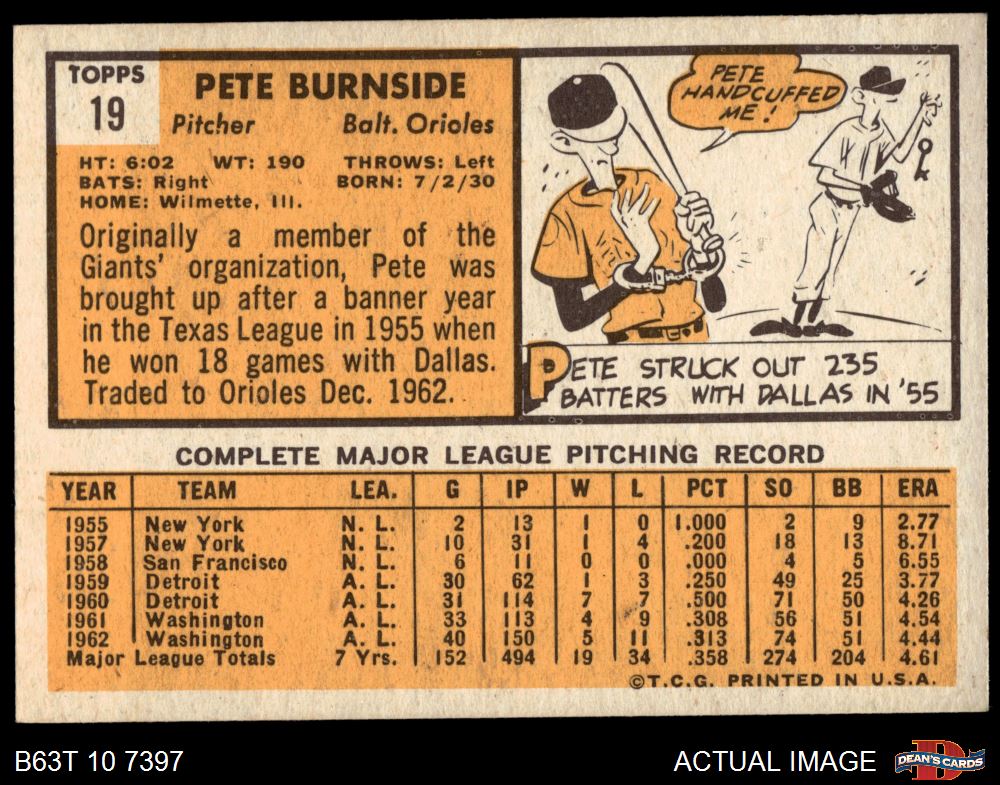 TOPPS
19
PETE BURNSIDE
Pitcher Balt. Orioles
HT: 6:02 WT: 190 THROWS: Left
BATS: Right BORN: 7/2/30
HOME: Wilmette, Ill.
Originally a member of the
Giants' organization, Pete was
brought up after a banner year
in the Texas League in 1955 when
he won 18 games with Dallas.
Traded to Orioles Dec. 1962.
PETE
HANDCUFFED
ME!
PETE STRUCK OUT 235
BATTERS WITH DALLAS IN '55
COMPLETE MAJOR LEAGUE PITCHING RECORD
YEAR TEAM LEA. G IP W L PCT SO BB ERA
1955 New York N. L. 2 13 1 0 1.000 2 9 2.77
1957 New York N. L. 10 31 1 4 .200 18 13 8.71
1958 San Francisco N. L. 6 11 0 0 .000 4 5 6.55
1959 Detroit A. L. 30 62 1 3 .250 49 25 3.77
1960 Detroit A. L. 31 114 7 7 .500 71 50 4.26
1961 Washington A. L. 33 113 4 9 .308 56 51 4.54
1962 Washington A. L. 40 150 5 11 .313 74 51 4.44
Major League Totals 7 Yrs. 152 494 19 34 .358 274 204 4.61
©T.C.G. PRINTED IN U.S.A.
B63T 10 7397 ACTUAL IMAGE D DEAN'S CARDS